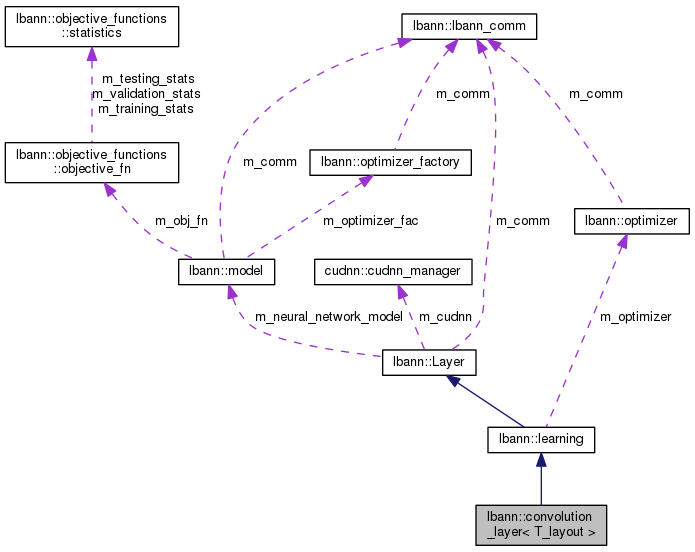 lbann::objective_functions
::statistics
lbann::lbann_comm
m_testing_stats
m_validation_stats
m_training_stats
m_comm
m_comm
lbann::objective_functions
::objective_fn
m_comm
lbann::optimizer_factory
m_obj_fn
m_optimizer_fac
m_comm
lbann::optimizer
lbann::model
cudnn::cudnn_manager
m_neural_network_model
m_cudnn
m_optimizer
lbann::Layer
lbann::learning
lbann::convolution
_layer< T_layout >